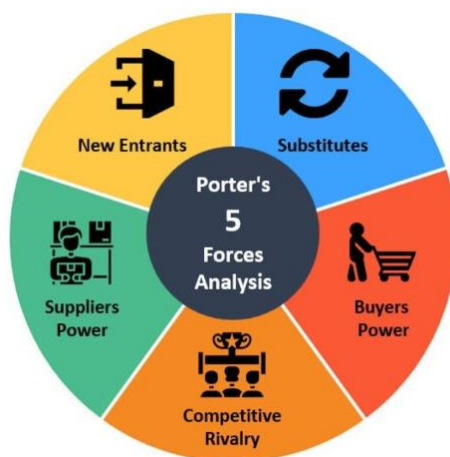 New Entrants
Substitutes
Porter's
5
Forces
Analysis
Suppliers
Power
Buyers
Power
Competitive
Rivalry